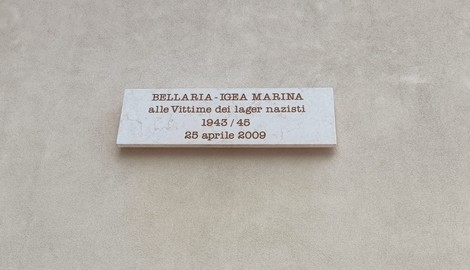 BELLARIA-IGEA MARINA
alle Vittime dei lager nazisti
1943/45
25 aprile 2009